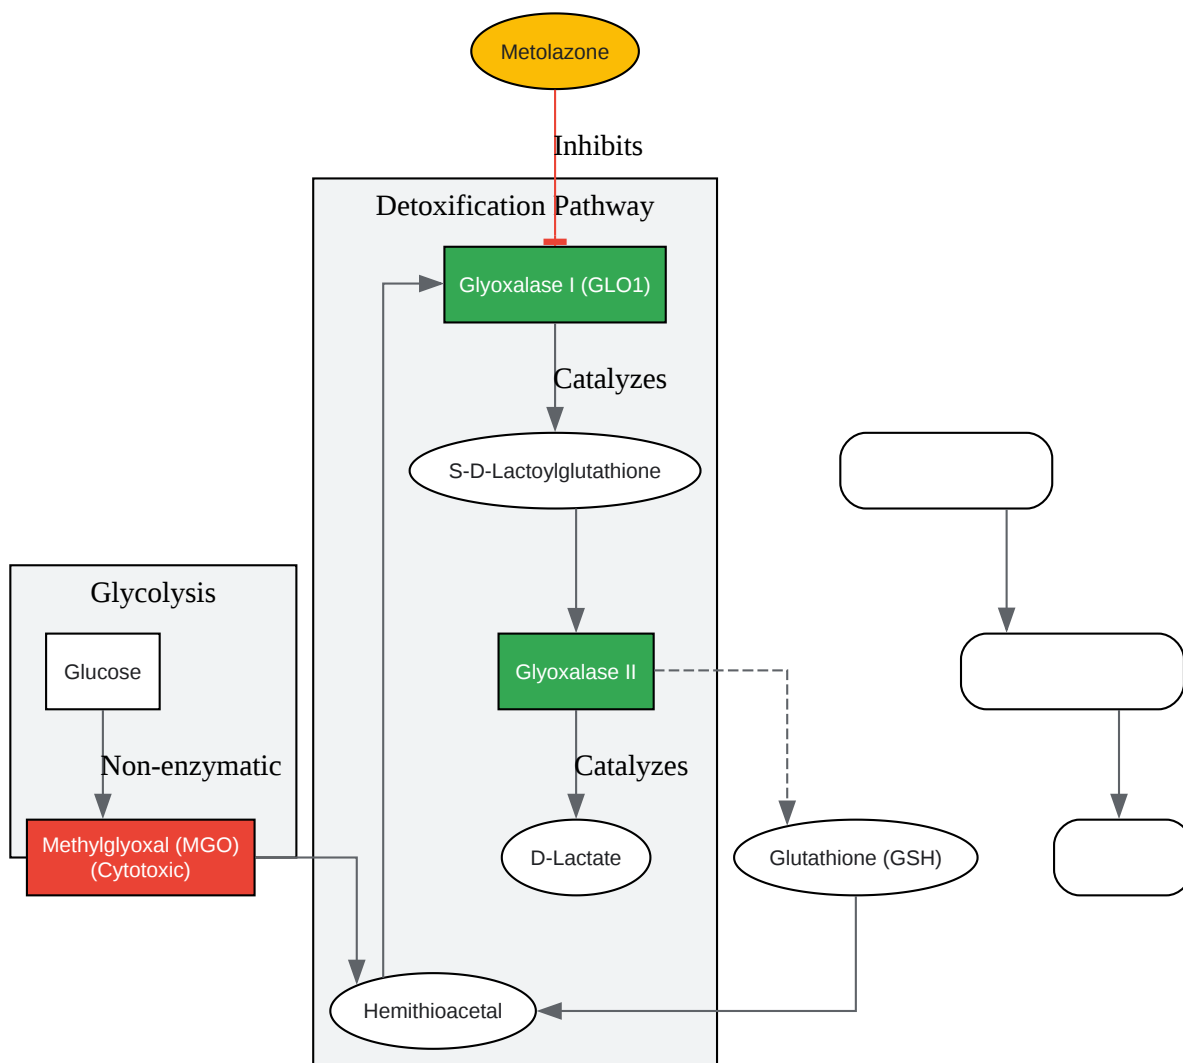 Metolazone
Inhibits
Detoxification Pathway
Glyoxalase I (GLO1)
Catalyzes
S-D-Lactoylglutathione
Glycolysis
Glucose
Glyoxalase II
Non-enzymatic
Catalyzes
Methylglyoxal (MGO)
(Cytotoxic)
D-Lactate
Glutathione (GSH)
Hemithioacetal